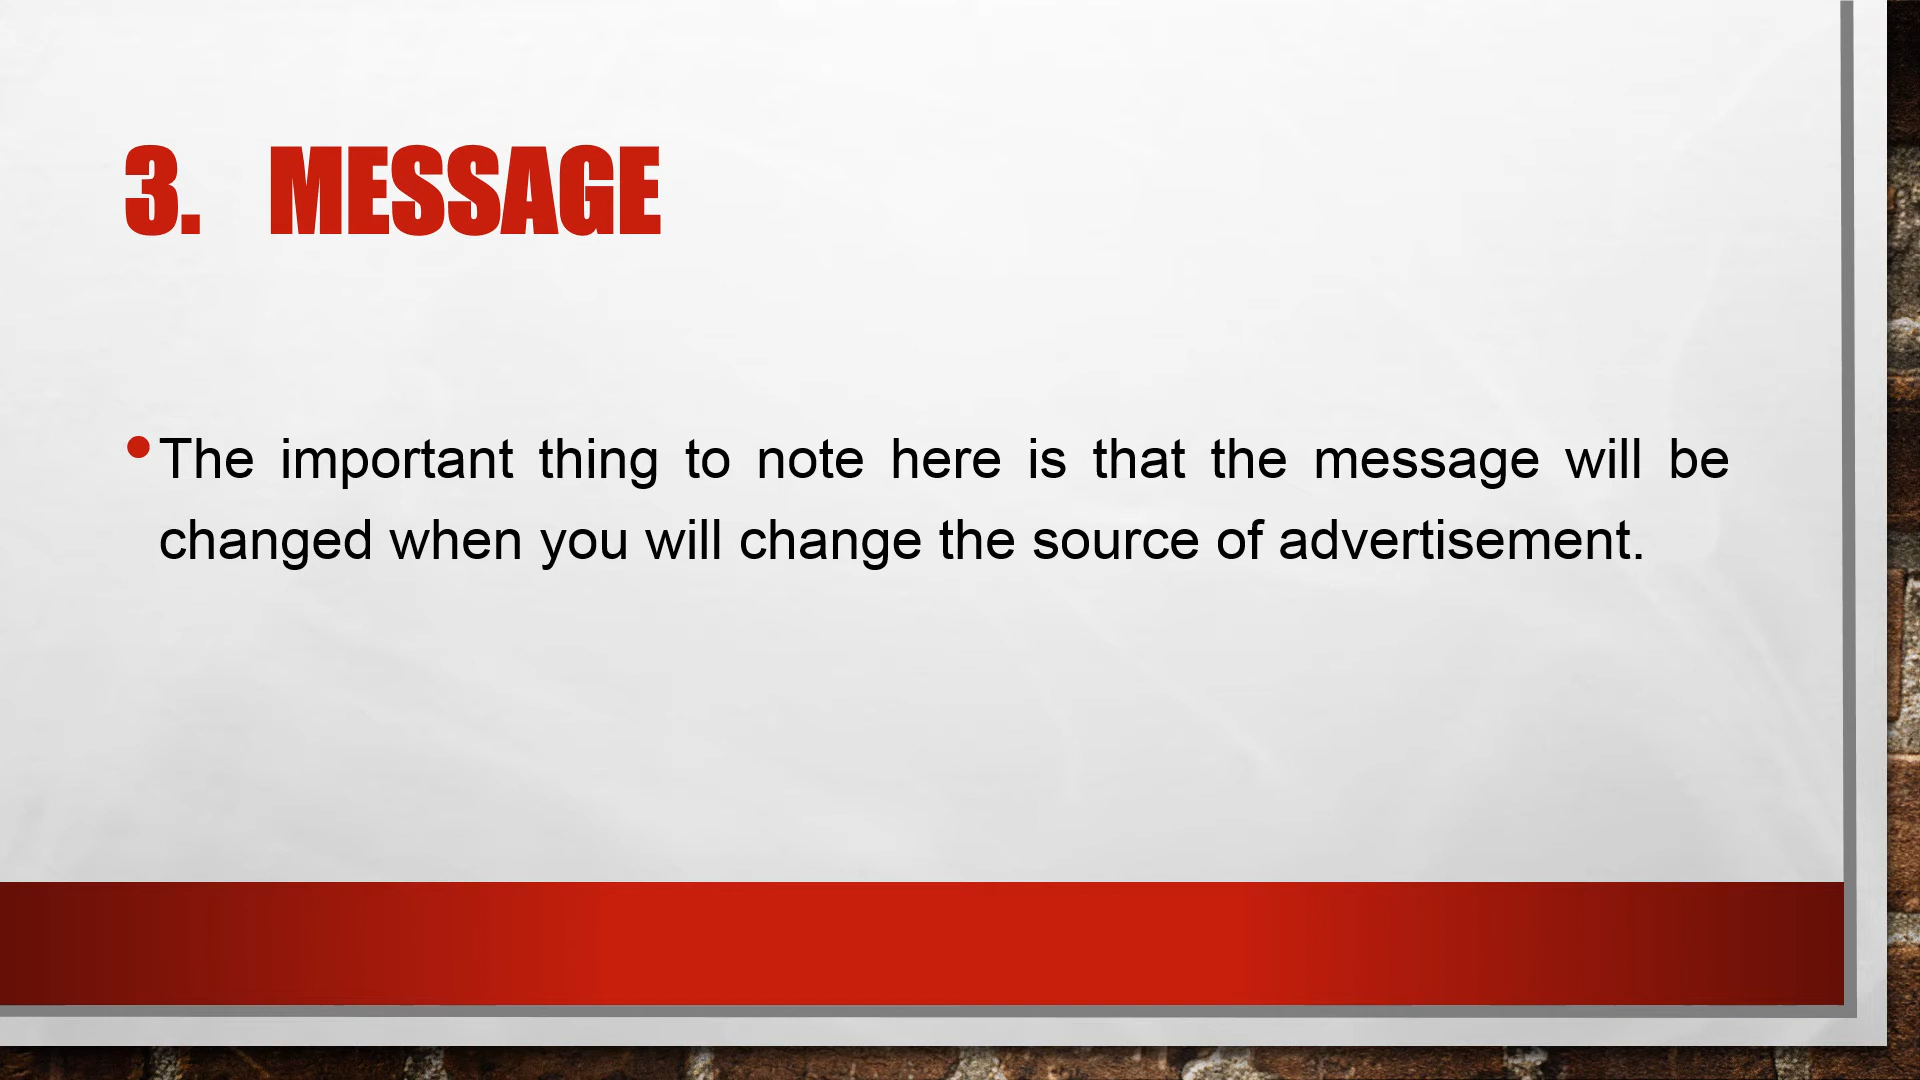 3. MESSAGE
• The important thing to note here is that the message will be
changed when you will change the source of advertisement.